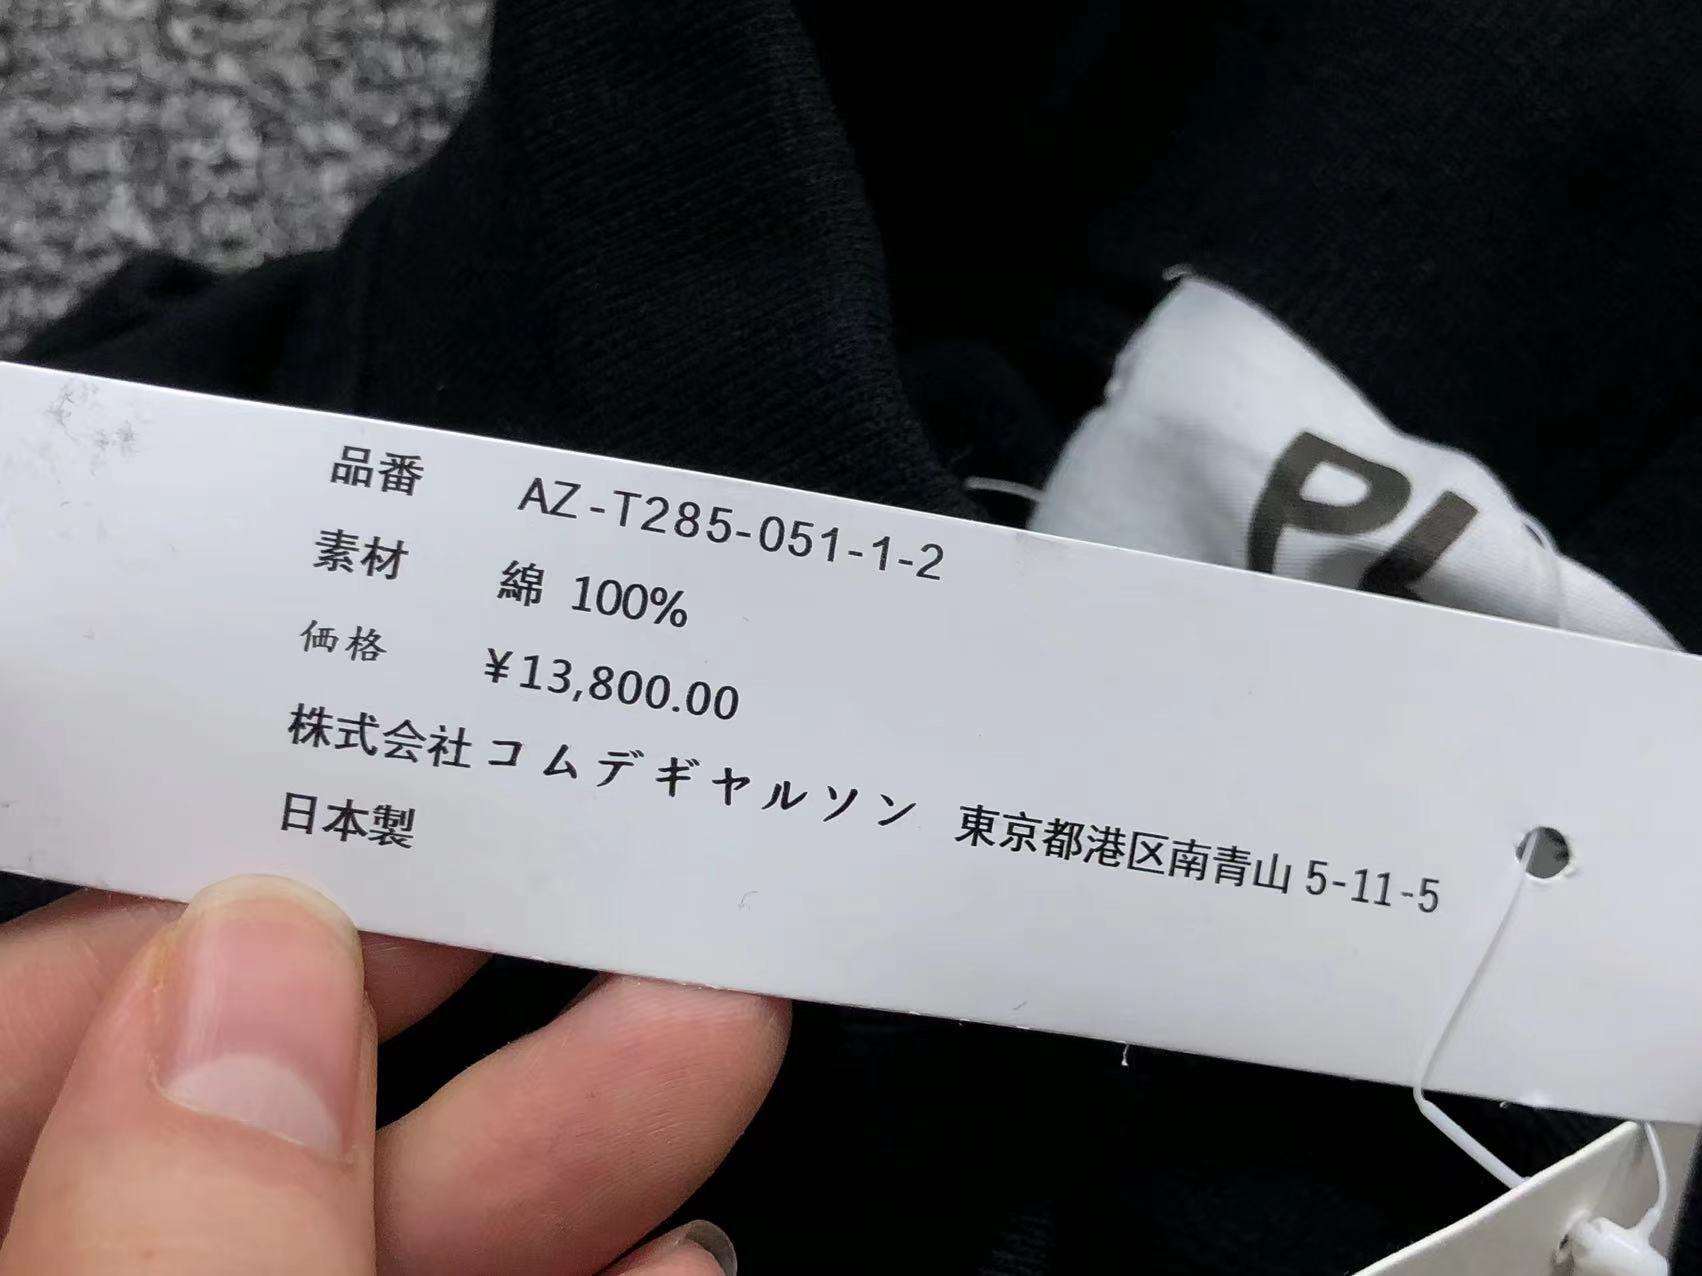 品番 AZ-T285-051-1-2
素材 綿 100%
価格 ¥13,800.00
株式会社コムデギヤルソン 東京都港区南青山5-11-5
日本製